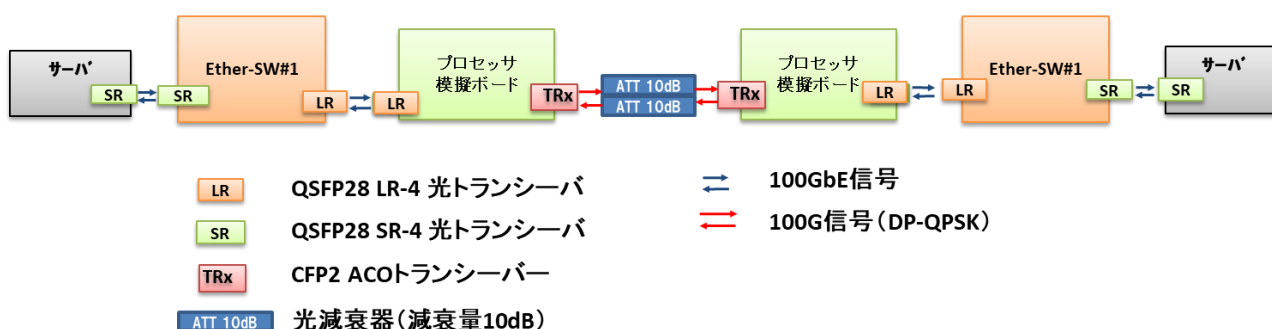 サーバ
SR
SR
Ether-SW#1
LR
LR
プロセッサ
模擬ボード
TRx
ATT 10dB
ATT 10dB
TRx
プロセッサ
模擬ボード
LR
LR
Ether-SW#1
SR
SR
サーバ
LR QSFP28 LR-4 光トランシーバ
SR QSFP28 SR-4 光トランシーバ
TRx CFP2 ACOトランシーバー
ATT 10dB 光減衰器(減衰量10dB)
100GbE信号
100G信号(DP-QPSK)